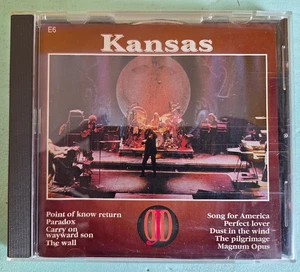 E6
Kansas
Point of know return
Paradox
Carry on
wayward son
The wall
Song for America
Perfect lover
Dust in the wind
The pilgrimage
Magnum Opus